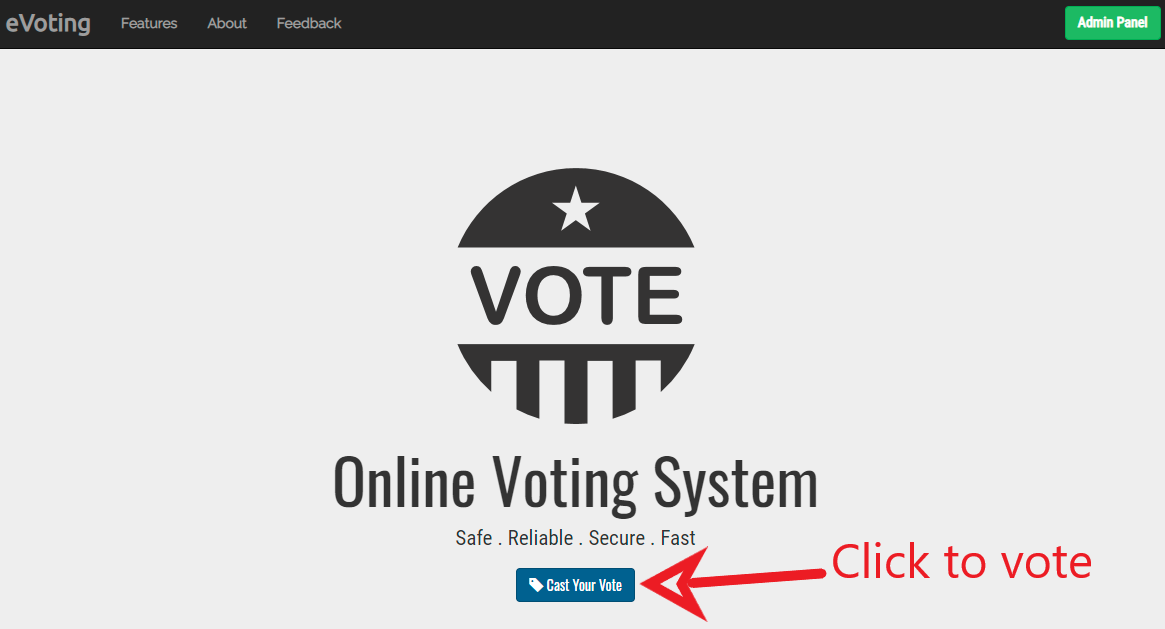 eVoting Features About Feedback Admin Panel
VOTE
Online Voting System
Safe . Reliable . Secure . Fast
Click to vote
Cast Your Vote